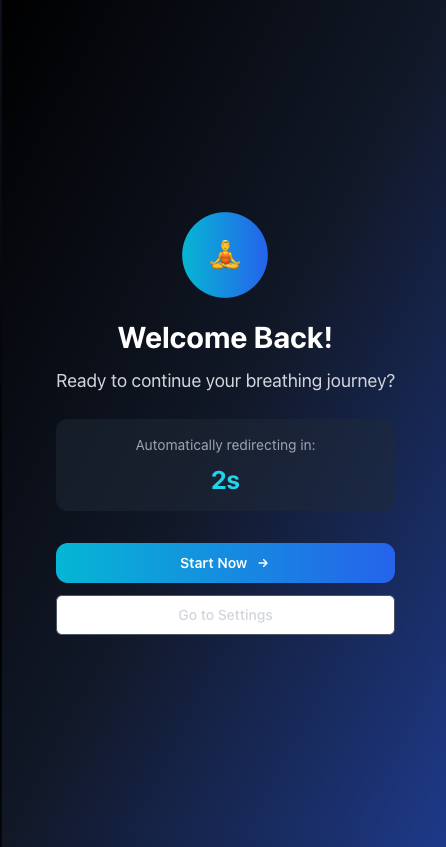 Welcome Back!
Ready to continue your breathing journey?
Automatically redirecting in:
2s
Start Now →
Go to Settings